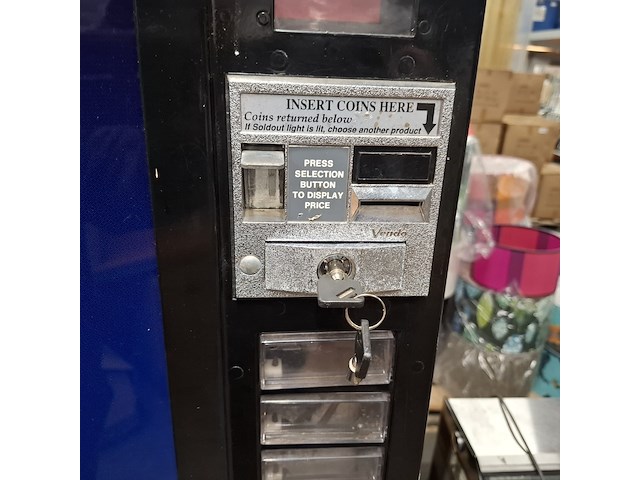 INSERT COINS HERE
Coins returned below
If Soldout light is lit, choose another product
PRESS
SELECTION
BUTTON
TO DISPLAY
PRICE
Vendo